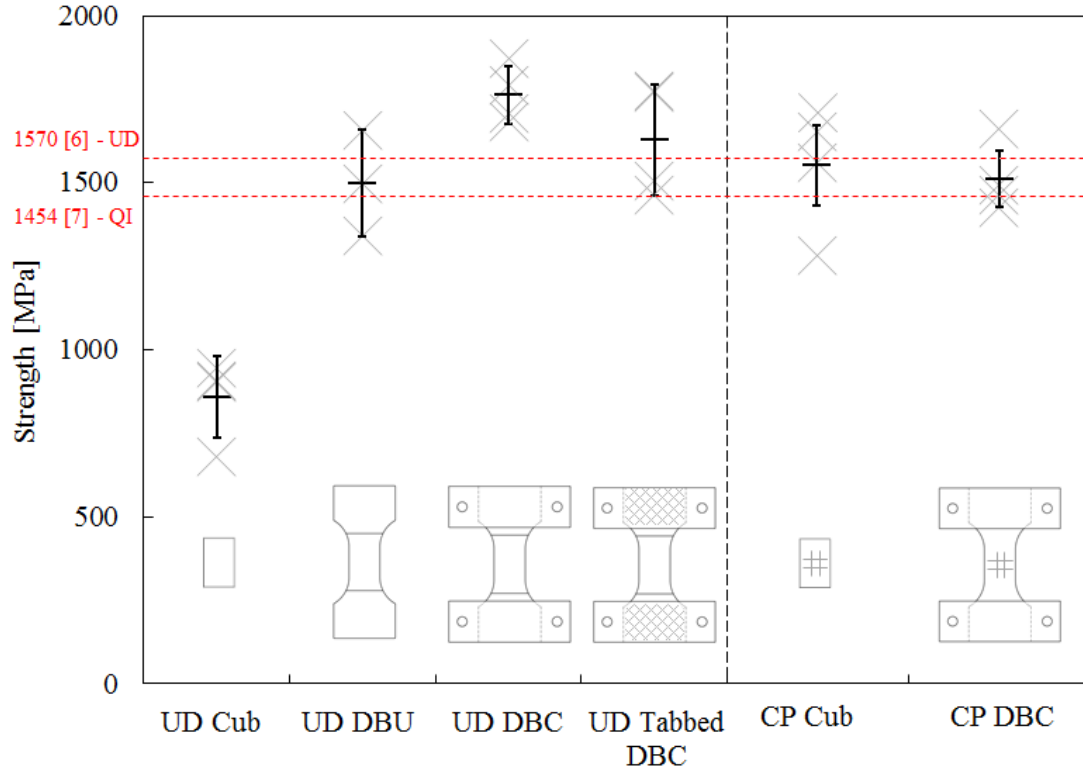 2000
1570 [6] - UD
1500
1454 [7] - QI
Strength [MPa]
1000
500
0
UD Cub
UD DBU
UD DBC
UD Tabbed
DBC
CP Cub
CP DBC